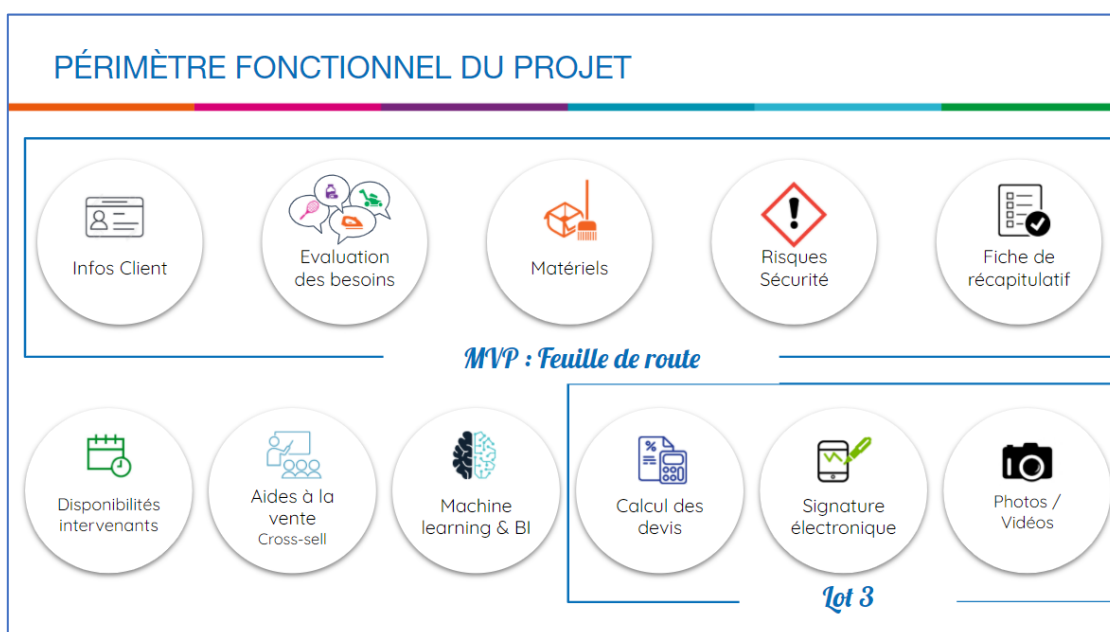 PÉRIMÈTRE FONCTIONNEL DU PROJET
Infos Client
Evaluation
des besoins
Matériels
Risques
Sécurité
Fiche de
récapitulatif
MVP : Feuille de route
Disponibilités
intervenants
Aides à la
vente
Cross-sell
Machine
learning & BI
Calcul des
devis
Signature
électronique
Photos /
Vidéos
Lot 3